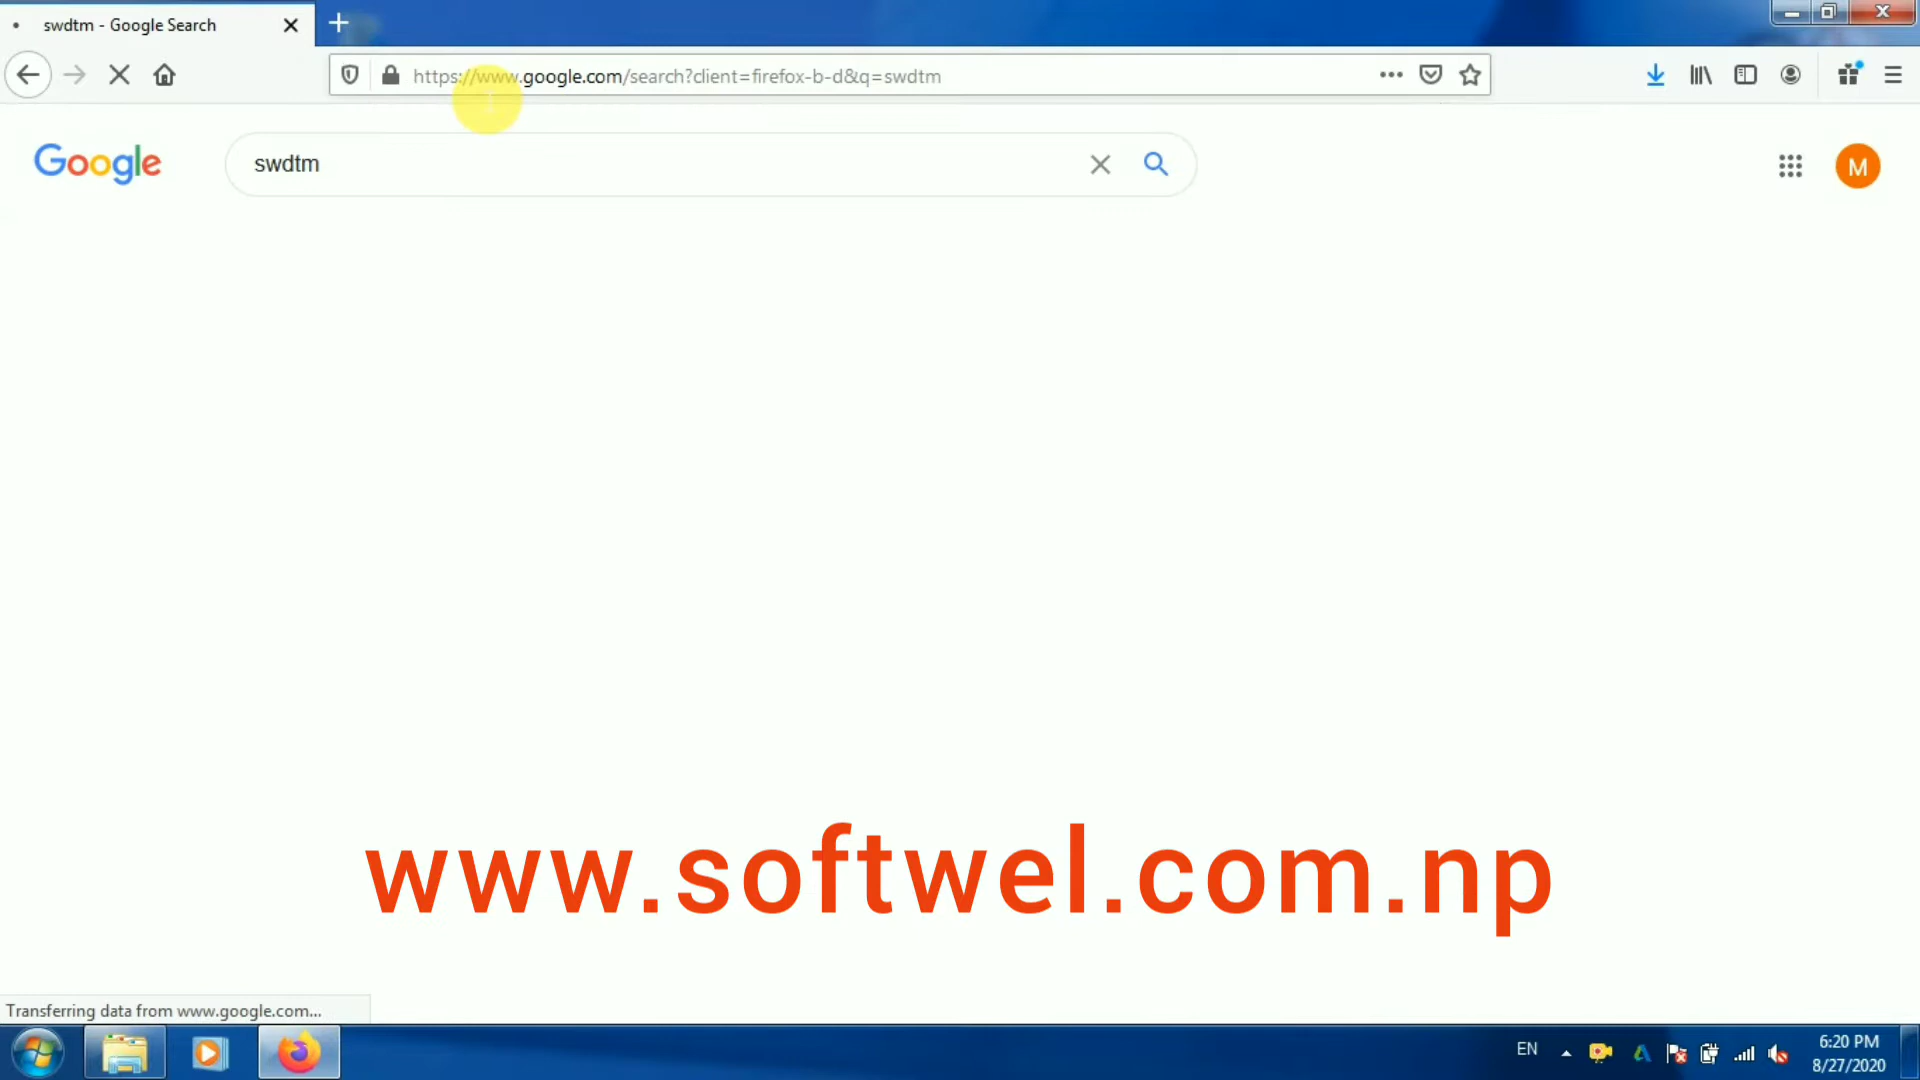 swdtm - Google Search
https://www.google.com/search?client=firefox-b-d&q=swdtm
Google
swdtm
M
www.softwel.com.np
Transferring data from www.google.com...
EN
6:20 PM
8/27/2020